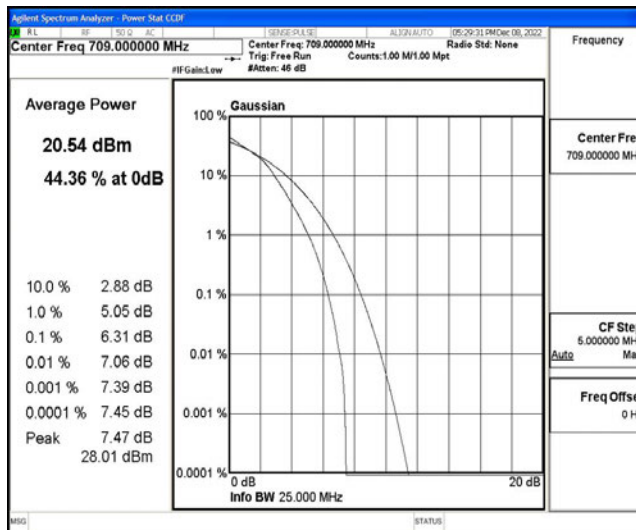 Agilent Spectrum Analyzer - Power Stat CCDF
RL RF 50 Ω AC SENSE:PULSE ALIGN AUTO 05:29:31 PM Dec 08, 2022
Center Freq 709.000000 MHz
Center Freq: 709.000000 MHz Radio Std: None
Trig: Free Run Counts:1.00 M/1.00 Mpt
#IFGain:Low #Atten: 46 dB
Frequency
Average Power
20.54 dBm
44.36 % at 0dB
10.0 % 2.88 dB
1.0 % 5.05 dB
0.1 % 6.31 dB
0.01 % 7.06 dB
0.001 % 7.39 dB
0.0001 % 7.45 dB
Peak 7.47 dB
28.01 dBm
Gaussian
100 %
10 %
1 %
0.1 %
0.01 %
0.001 %
0.0001 %
0 dB 20 dB
Info BW 25.000 MHz
Center Fre
709.000000 MH
CF Ste
5.000000 MH
Auto Ma
Freq Offse
0 H
MSG STATUS